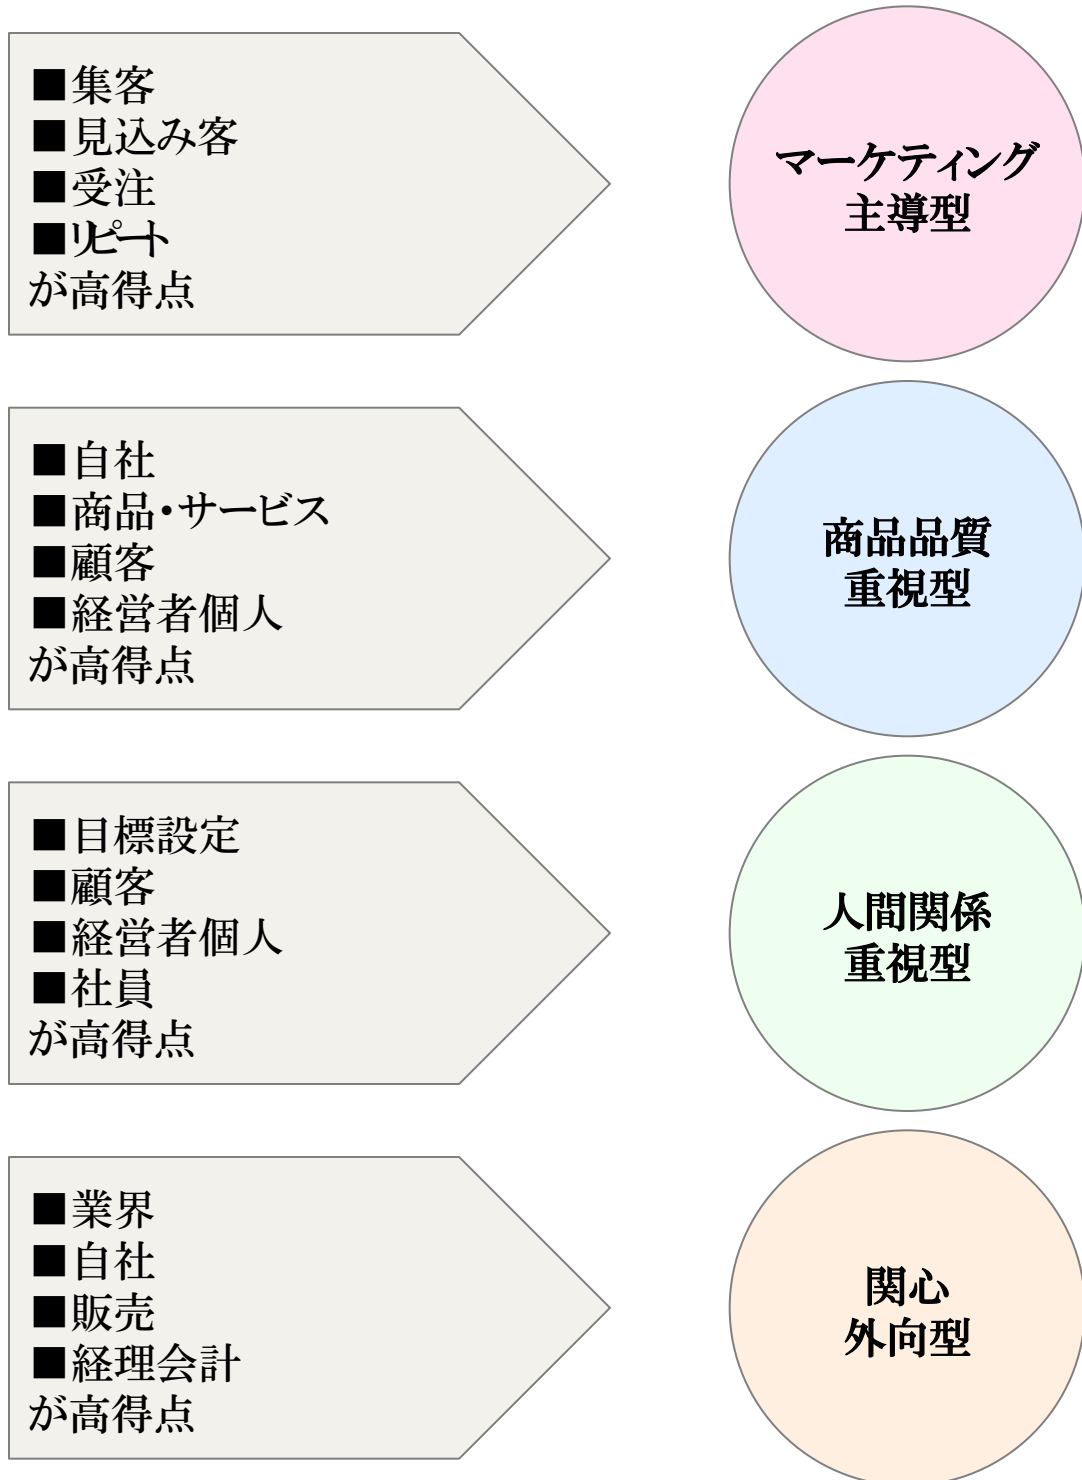 ■集客
■見込み客
■受注
■リピート
が高得点
マーケティング
主導型
■自社
■商品・サービス
■顧客
■経営者個人
が高得点
商品品質
重視型
■目標設定
■顧客
■経営者個人
■社員
が高得点
人間関係
重視型
■業界
■自社
■販売
■経理会計
が高得点
関心
外向型